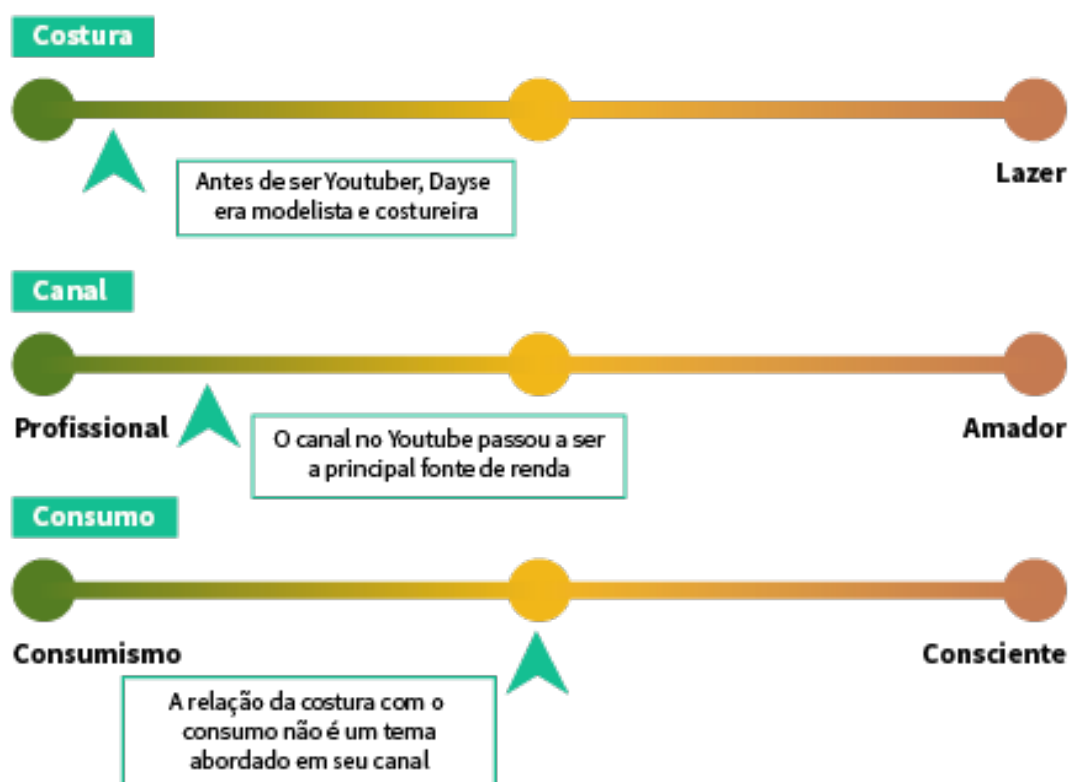 Costura
Lazer
Antes de ser Youtuber, Dayse
era modelista e costureira
Canal
Profissional
Amador
O canal no Youtube passou a ser
a principal fonte de renda
Consumo
Consumismo
Consciente
A relação da costura com o
consumo não é um tema
abordado em seu canal